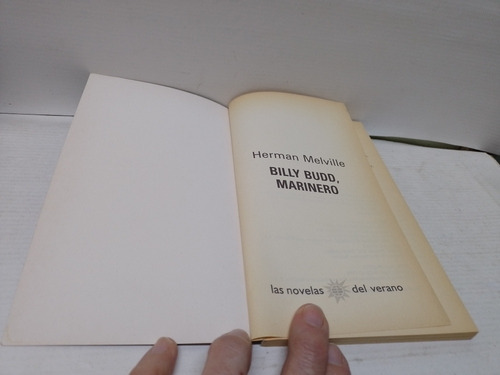 Herman Melville
BILLY BUDD,
MARINERO
las novelas del verano